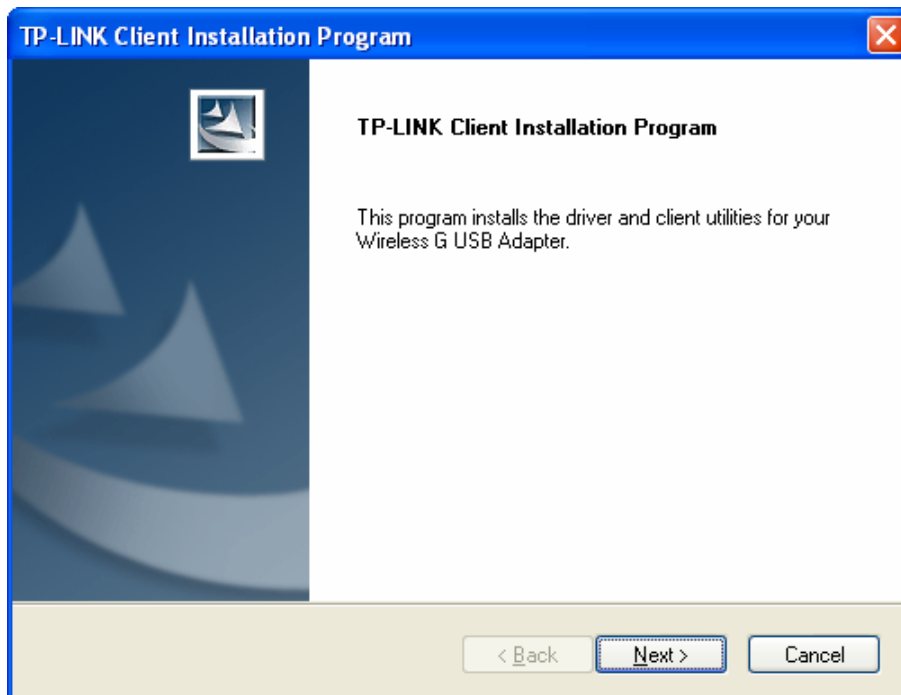 TP-LINK Client Installation Program
TP-LINK Client Installation Program
This program installs the driver and client utilities for your
Wireless G USB Adapter.
< Back
Next >
Cancel